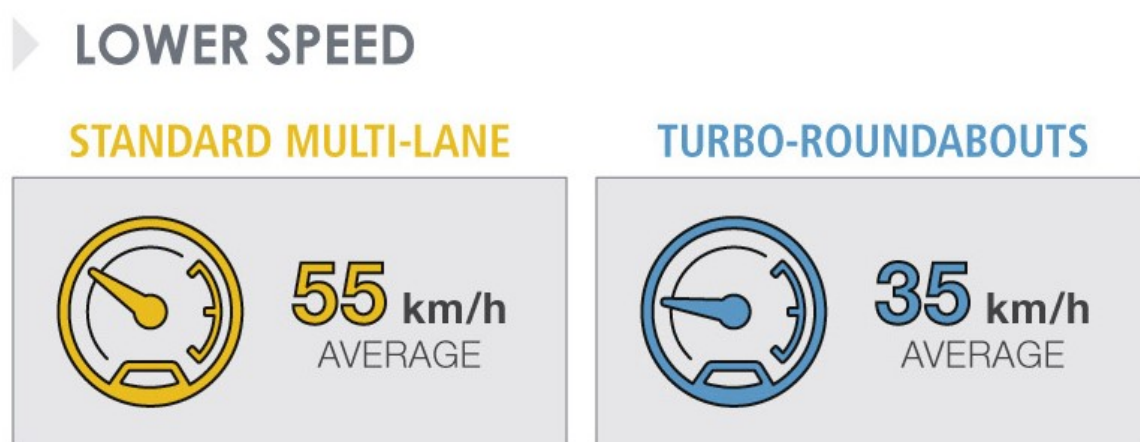 LOWER SPEED
STANDARD MULTI-LANE
TURBO-ROUNDABOUTS
55 km/h
AVERAGE
35 km/h
AVERAGE